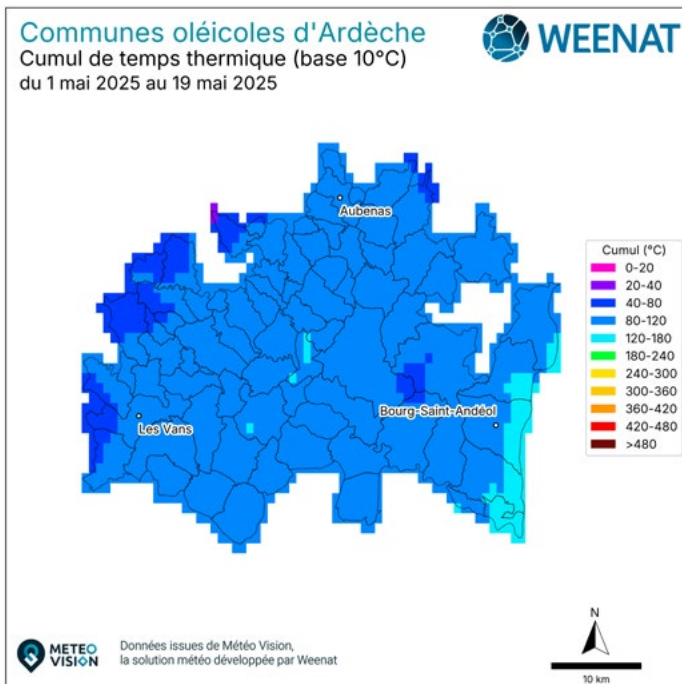 Communes oléicoles d'Ardèche
WEENAT
Cumul de temps thermique (base 10°C)
du 1 mai 2025 au 19 mai 2025
Aubenas
Bourg-Saint-Andéol
Les Vans
Cumul (°C)
0-20
20-40
40-80
80-120
120-180
180-240
240-300
300-360
360-420
420-480
>480
METEO
VISION
Données issues de Météo Vision,
la solution météo développée par Weenat
N
10 km